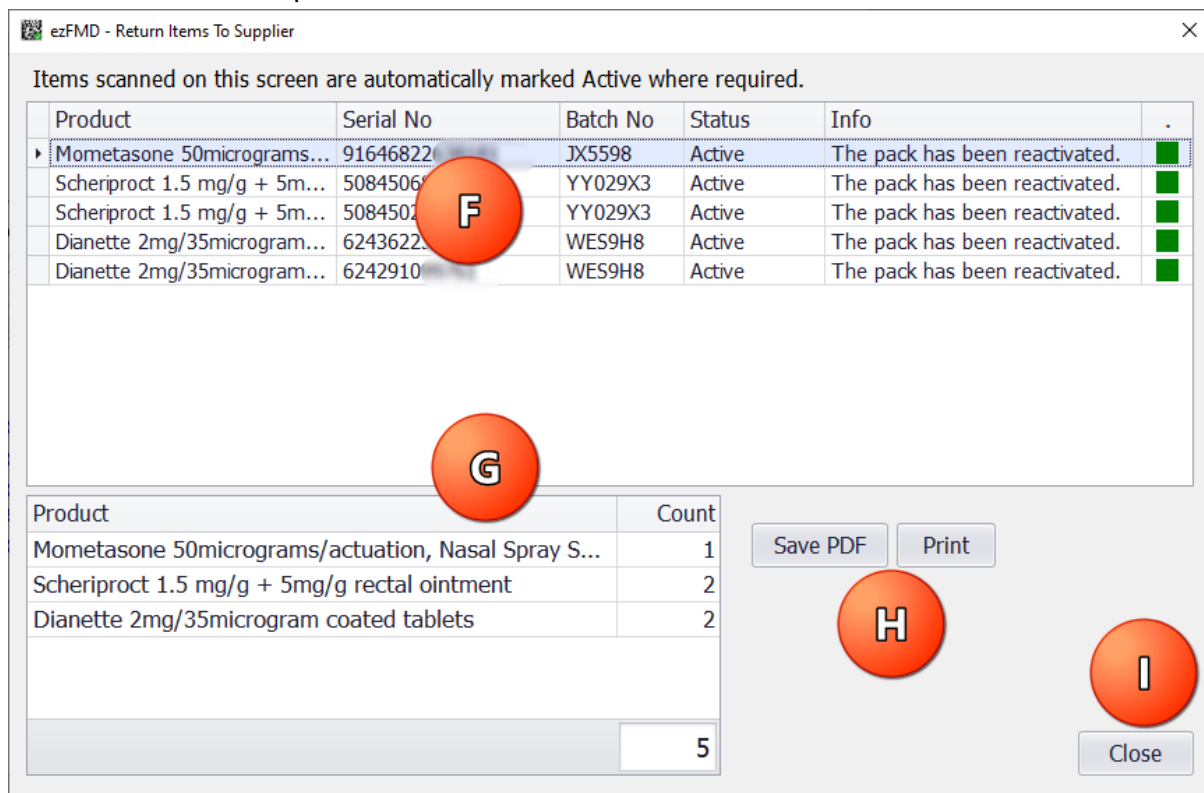 ezFMD - Return Items To Supplier
Items scanned on this screen are automatically marked Active where required.
Product Serial No Batch No Status Info .
Mometasone 50micrograms... 91646822 JX5598 Active The pack has been reactivated.
Scheriproct 1.5 mg/g + 5m... 5084506 YY029X3 Active The pack has been reactivated.
Scheriproct 1.5 mg/g + 5m... 5084502 YY029X3 Active The pack has been reactivated.
Dianette 2mg/35microgram... 6243622 WES9H8 Active The pack has been reactivated.
Dianette 2mg/35microgram... 6242910 WES9H8 Active The pack has been reactivated.
F
G
Product Count
Mometasone 50micrograms/actuation, Nasal Spray S... 1
Scheriproct 1.5 mg/g + 5mg/g rectal ointment 2
Dianette 2mg/35microgram coated tablets 2
5
Save PDF Print
H
I
Close